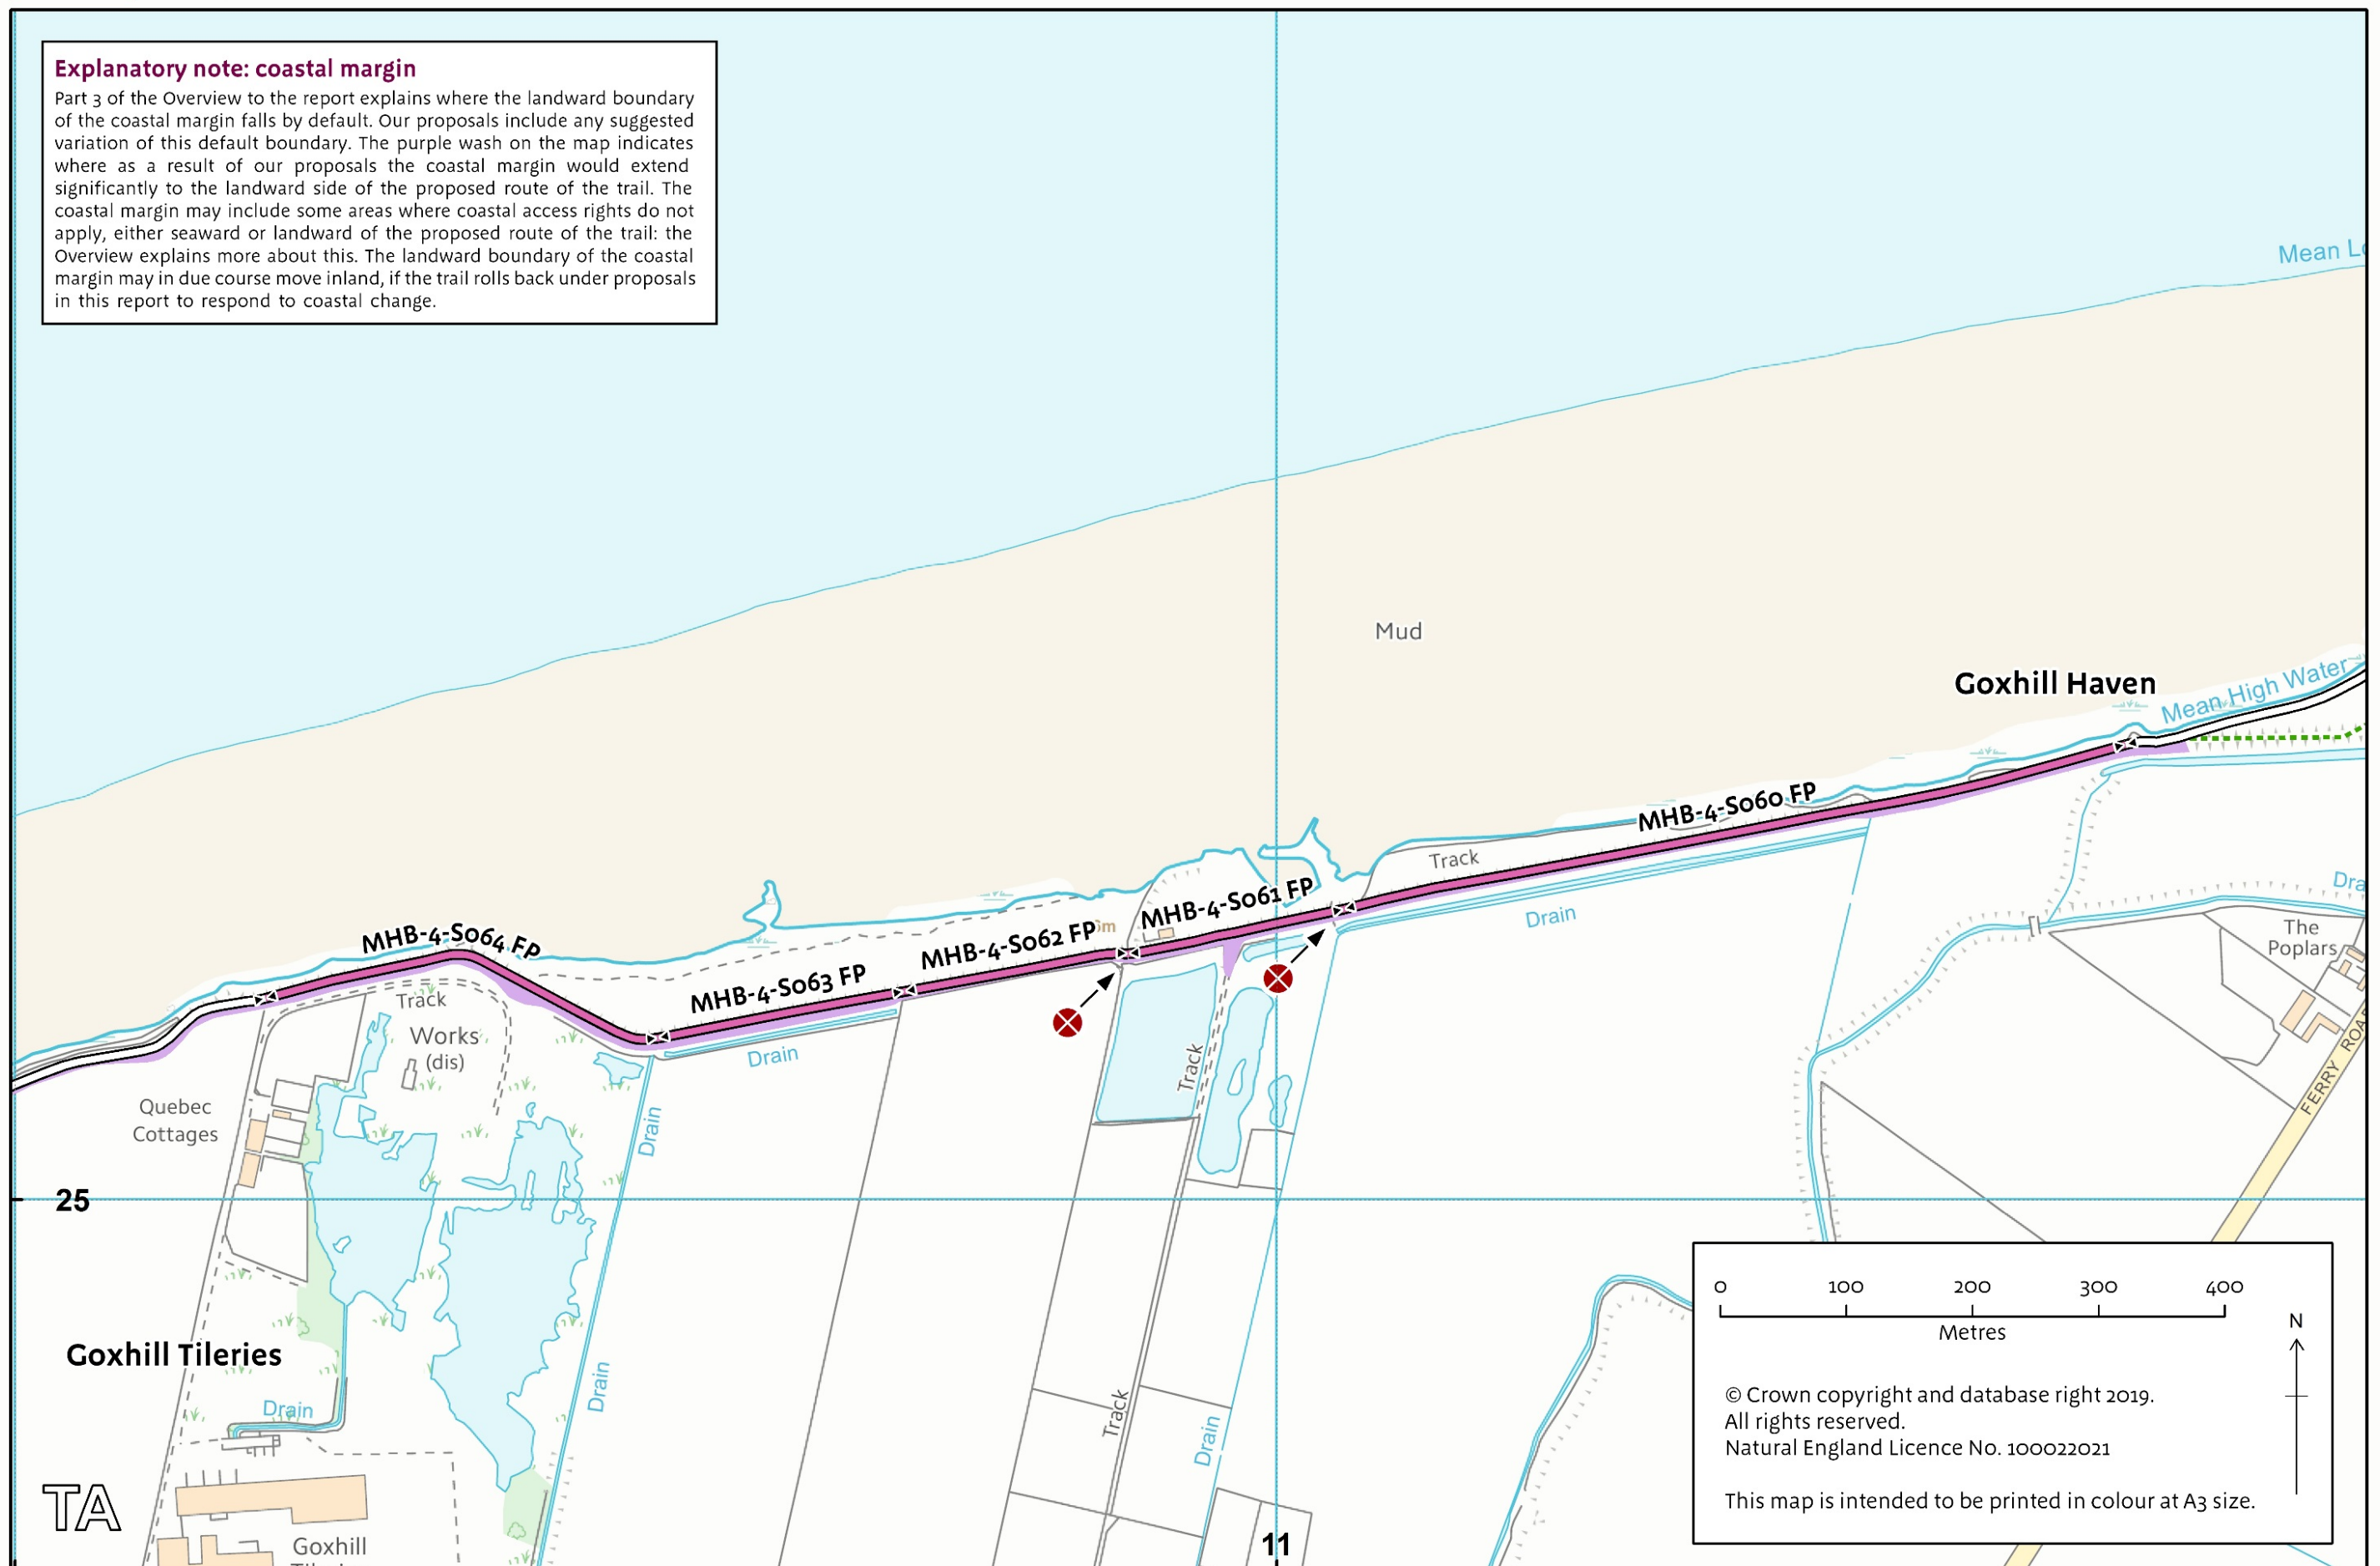 Explanatory note: coastal margin
Part 3 of the Overview to the report explains where the landward boundary
of the coastal margin falls by default. Our proposals include any suggested
variation of this default boundary. The purple wash on the map indicates
where as a result of our proposals the coastal margin would extend
significantly to the landward side of the proposed route of the trail. The
coastal margin may include some areas where coastal access rights do not
apply, either seaward or landward of the proposed route of the trail: the
Overview explains more about this. The landward boundary of the coastal
margin may in due course move inland, if the trail rolls back under proposals
in this report to respond to coastal change.
Mean Lo
Mud
Goxhill Haven
Mean High Water
MHB-4-S060 FP
Track
MHB-4-S061 FP
Drain
Dra
MHB-4-S062 FP
MHB-4-S064 FP
MHB-4-S063 FP
The
Poplars
Track
Works
(dis)
Drain
Track
FERRY ROAD
Quebec
Cottages
Drain
25
Goxhill Tileries
Drain
Drain
Track
Drain
TA
Goxhill
11
0 100 200 300 400
Metres
N
© Crown copyright and database right 2019.
All rights reserved.
Natural England Licence No. 100022021
This map is intended to be printed in colour at A3 size.